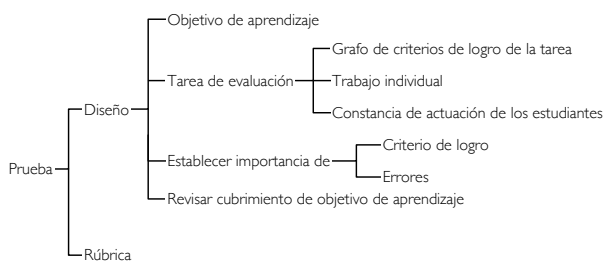 Objetivo de aprendizaje
Grafo de criterios de logro de la tarea
Tarea de evaluación
Trabajo individual
Diseño
Constancia de actuación de los estudiantes
Criterio de logro
Prueba
Establecer importancia de
Errores
Revisar cubrimiento de objetivo de aprendizaje
Rúbrica